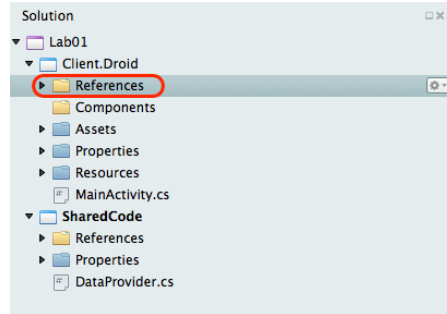 Solution
Lab01
Client.Droid
References
Components
Assets
Properties
Resources
MainActivity.cs
SharedCode
References
Properties
DataProvider.cs